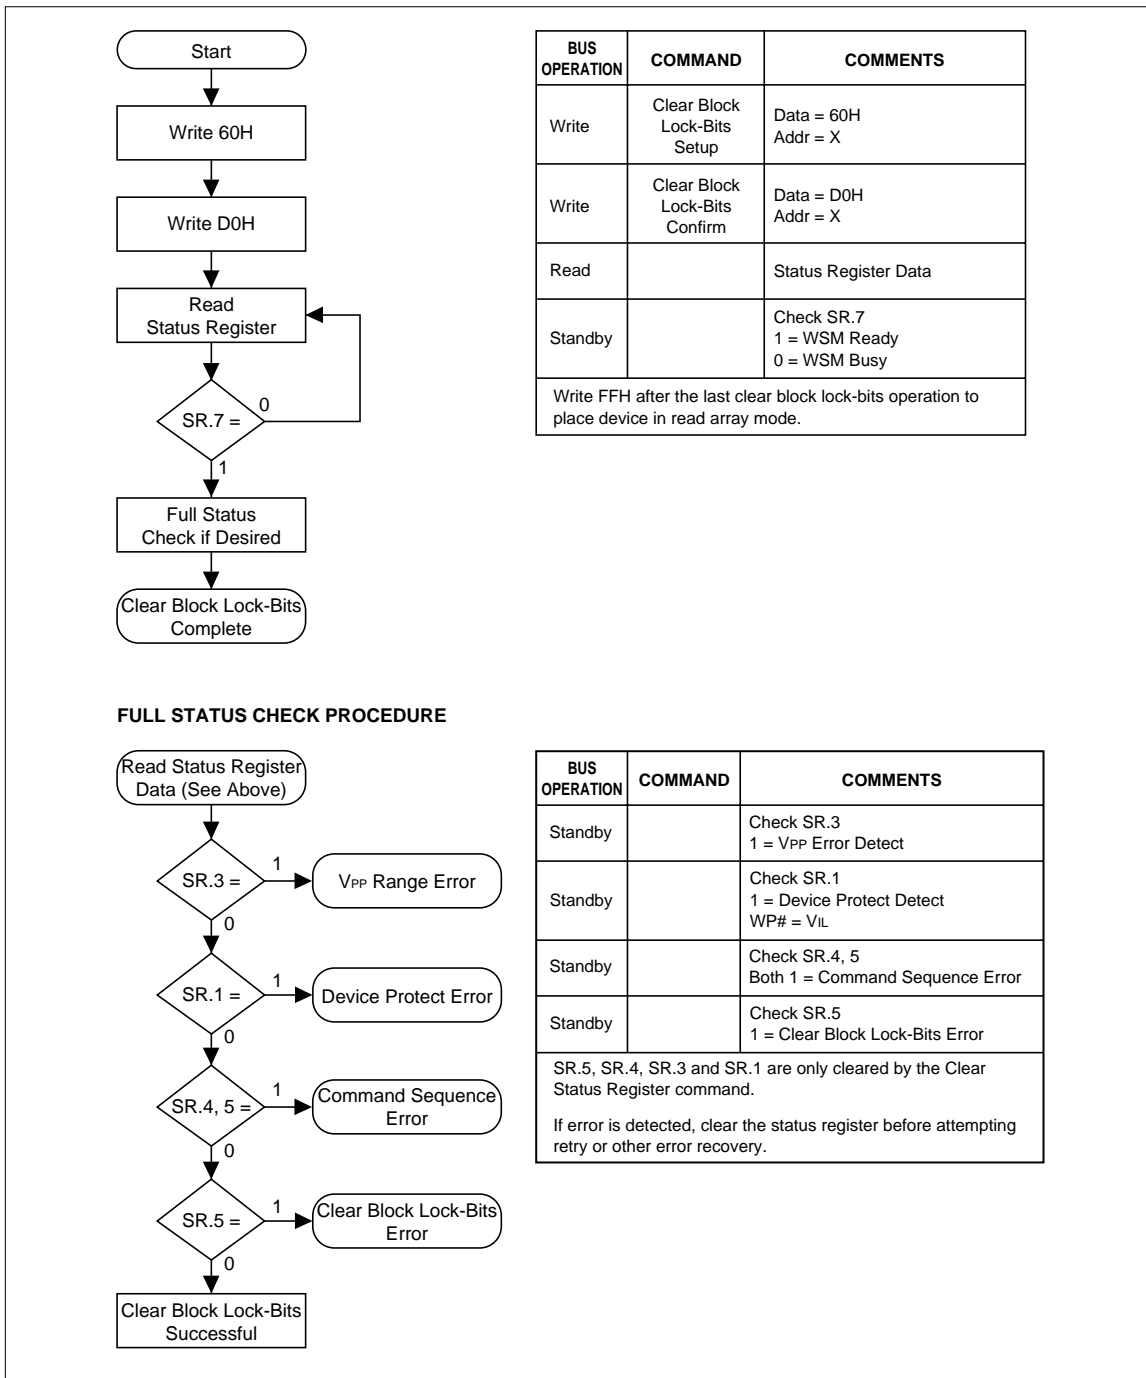 Start
Write 60H
Write D0H
Read
Status Register
SR.7 =
0
1
Full Status
Check if Desired
Clear Block Lock-Bits
Complete
BUS
OPERATION
COMMAND
COMMENTS
Write
Clear Block
Lock-Bits
Setup
Data = 60H
Addr = X
Write
Clear Block
Lock-Bits
Confirm
Data = D0H
Addr = X
Read
Status Register Data
Standby
Check SR.7
1 = WSM Ready
0 = WSM Busy
Write FFH after the last clear block lock-bits operation to
place device in read array mode.
FULL STATUS CHECK PROCEDURE
Read Status Register
Data (See Above)
SR.3 =
1
VPP Range Error
0
SR.1 =
1
Device Protect Error
0
SR.4, 5 =
1
Command Sequence
Error
0
SR.5 =
1
Clear Block Lock-Bits
Error
0
Clear Block Lock-Bits
Successful
BUS
OPERATION
COMMAND
COMMENTS
Standby
Check SR.3
1 = VPP Error Detect
Standby
Check SR.1
1 = Device Protect Detect
WP# = VIL
Standby
Check SR.4, 5
Both 1 = Command Sequence Error
Standby
Check SR.5
1 = Clear Block Lock-Bits Error
SR.5, SR.4, SR.3 and SR.1 are only cleared by the Clear
Status Register command.
If error is detected, clear the status register before attempting
retry or other error recovery.